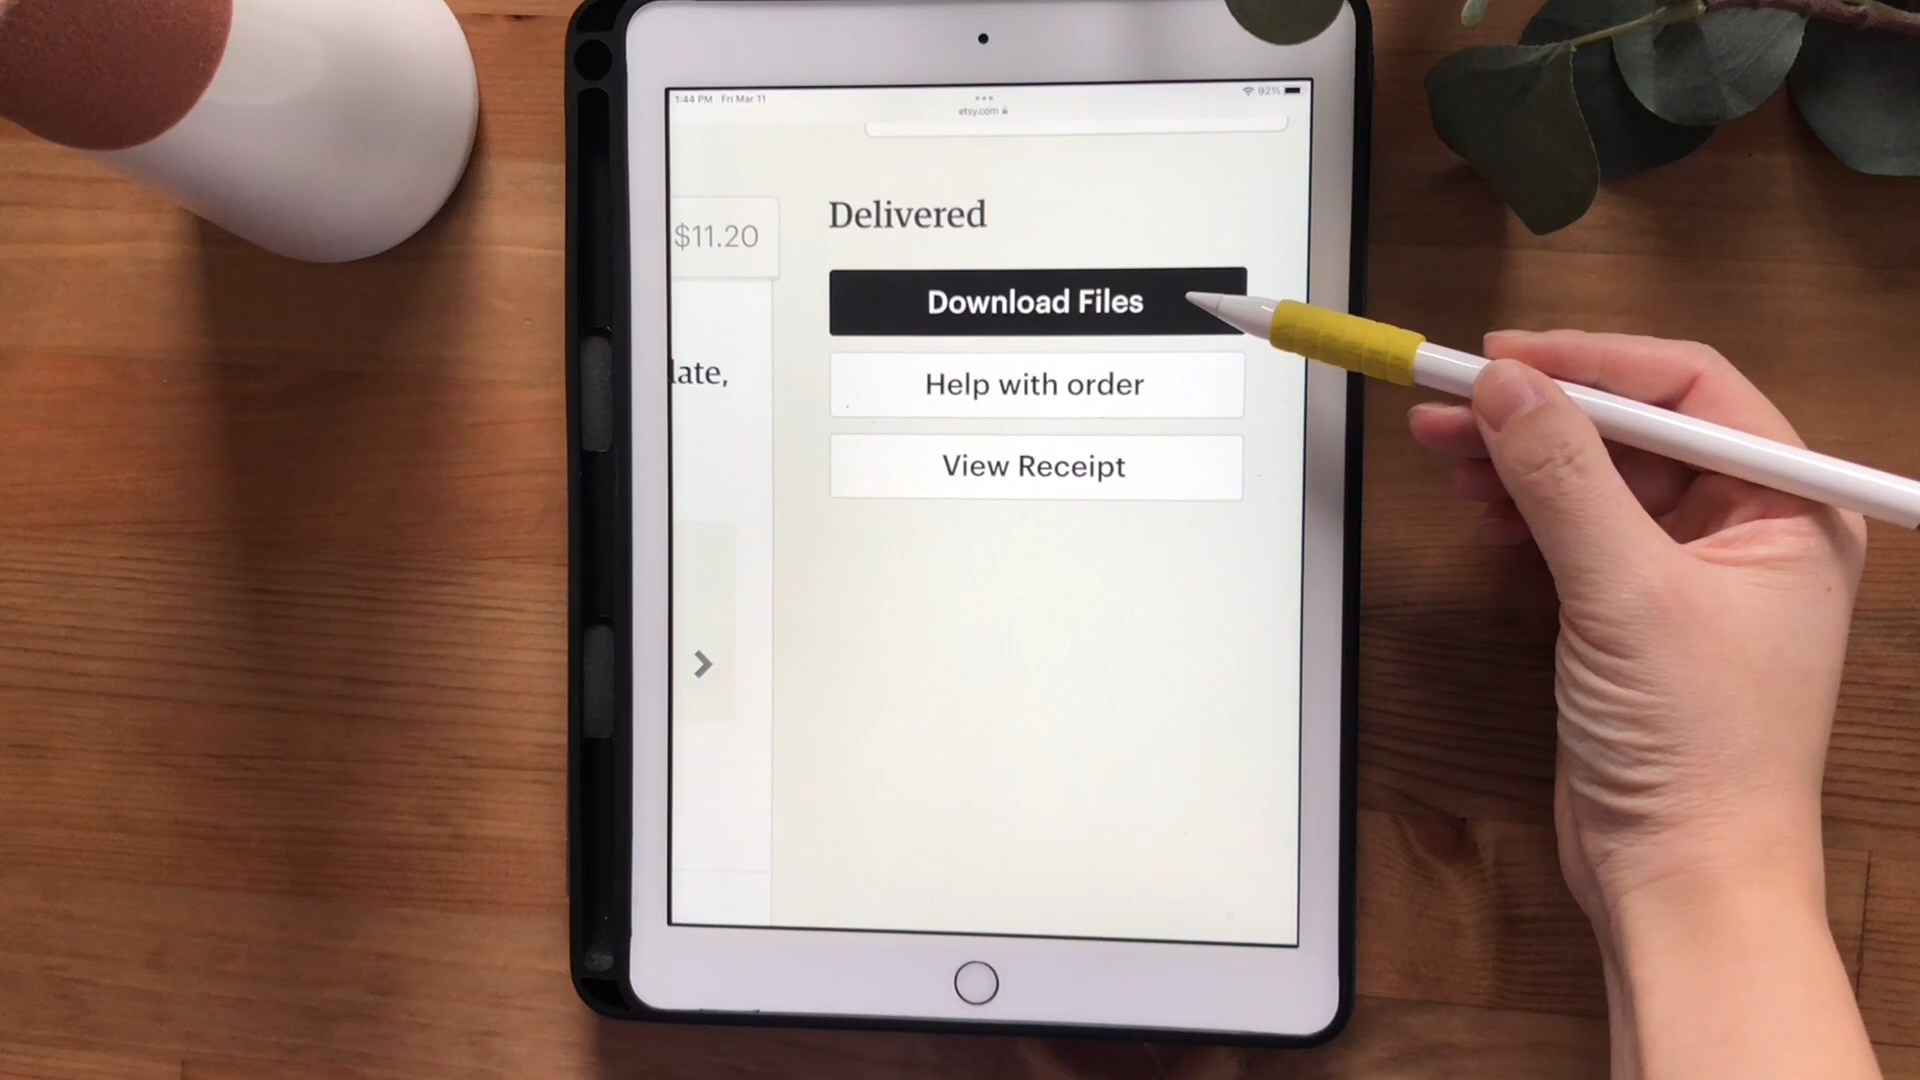 1:44 PM Fri Mar 11
92%
etsy.com
Delivered
$11.20
Download Files
late,
Help with order
View Receipt